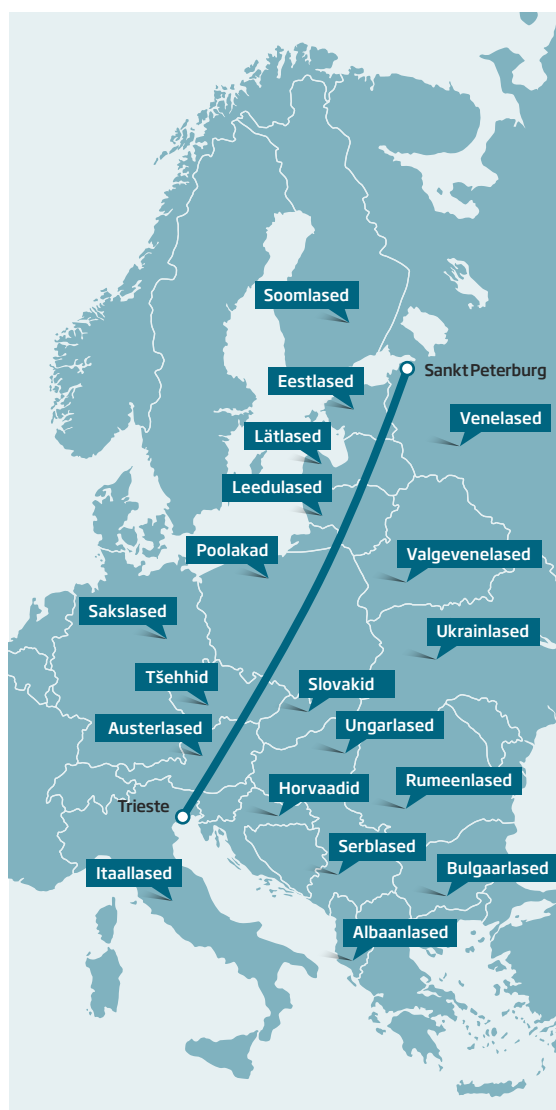 Soomlased
Sankt Peterburg
Eestlased
Venelased
Lätlased
Leedulased
Poolakad
Valgevenelased
Sakslased
Ukrainlased
Tšehhid
Slovakid
Austerlased
Ungarlased
Rumeenlased
Horvaadid
Trieste
Serblased
Bulgaarlased
Itaallased
Albaanlased